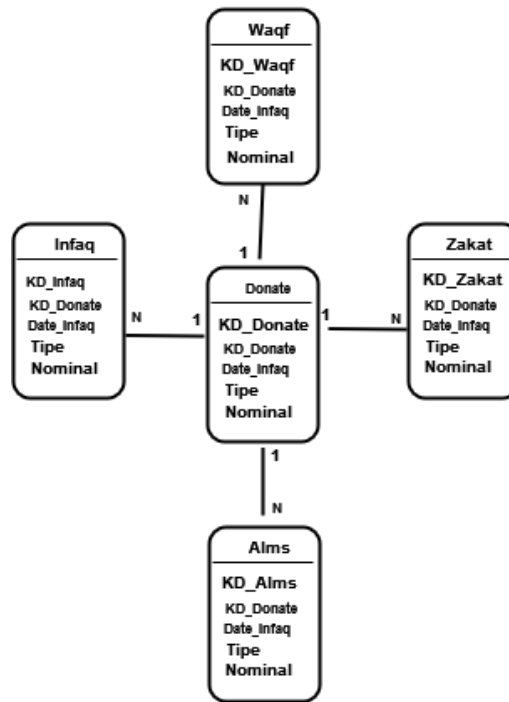 Waqf
KD_Waqf
KD_Donate
Date_Infaq
Tipe
Nominal
N
1
Infaq
KD_Infaq
KD_Donate
Date_Infaq
Tipe
Nominal
N
1
Donate
KD_Donate
KD_Donate
Date_Infaq
Tipe
Nominal
1
N
Zakat
KD_Zakat
KD_Donate
Date_Infaq
Tipe
Nominal
1
N
Alms
KD_Alms
KD_Donate
Date_Infaq
Tipe
Nominal